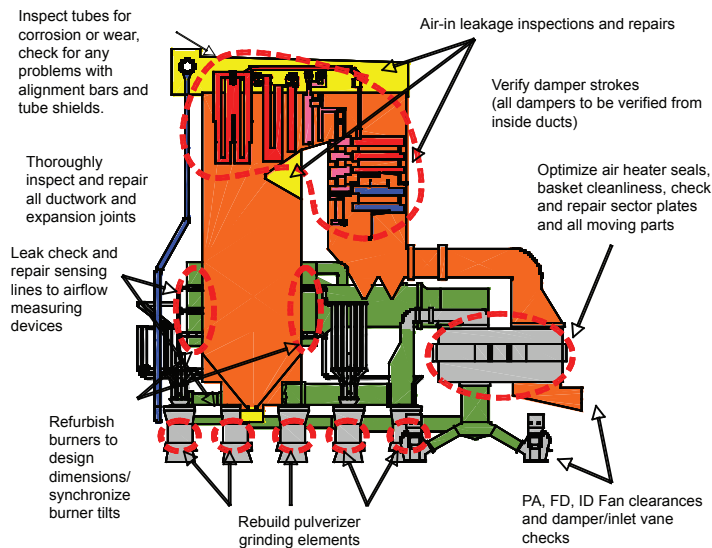 Inspect tubes for
corrosion or wear,
check for any
problems with
alignment bars and
tube shields.
Air-in leakage inspections and repairs
Verify damper strokes
(all dampers to be verified from
inside ducts)
Thoroughly
inspect and repair
all ductwork and
expansion joints
Optimize air heater seals,
basket cleanliness, check
and repair sector plates
and all moving parts
Leak check and
repair sensing
lines to airflow
measuring
devices
Refurbish
burners to
design
dimensions/
synchronize
burner tilts
Rebuild pulverizer
grinding elements
PA, FD, ID Fan clearances
and damper/inlet vane
checks